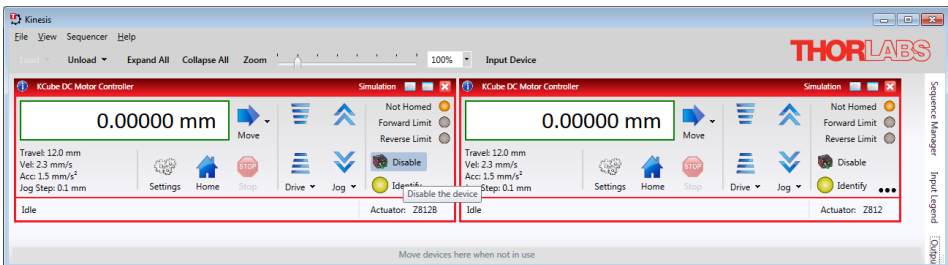 Kinesis
File View Sequencer Help
THORLABS
Load Unload Expand All Collapse All Zoom 100% Input Device
KCube DC Motor Controller Simulation
0.00000 mm
Move
Not Homed
Forward Limit
Reverse Limit
Travel: 12.0 mm
Vel: 2.3 mm/s
Acc: 1.5 mm/s²
Jog Step: 0.1 mm
Settings Home Stop Drive Jog
Disable
Identify
Disable the device
Idle Actuator: Z812B
KCube DC Motor Controller Simulation
0.00000 mm
Move
Not Homed
Forward Limit
Reverse Limit
Travel: 12.0 mm
Vel: 2.3 mm/s
Acc: 1.5 mm/s²
Step: 0.1 mm
Settings Home Stop Drive Jog
Disable
Identify
Idle Actuator: Z812
Move devices here when not in use
Sequence Manager
Input Legend
Outpu